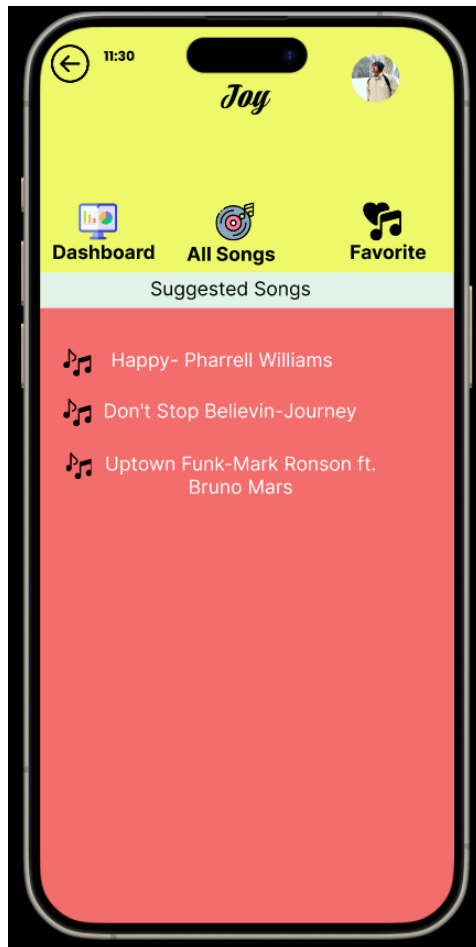 11:30
Joy
Dashboard
All Songs
Favorite
Suggested Songs
Happy- Pharrell Williams
Don't Stop Believin-Journey
Uptown Funk-Mark Ronson ft.
Bruno Mars